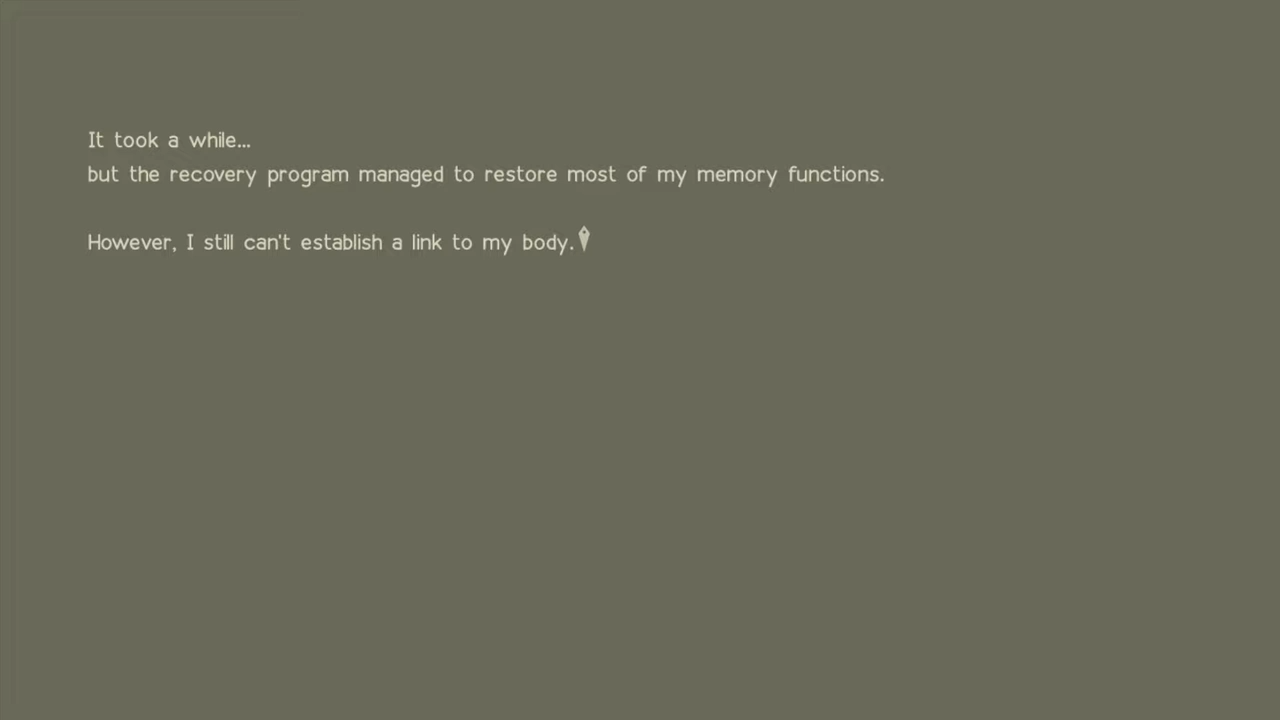 It took a while...
but the recovery program managed to restore most of my memory functions.
However, I still can't establish a link to my body.